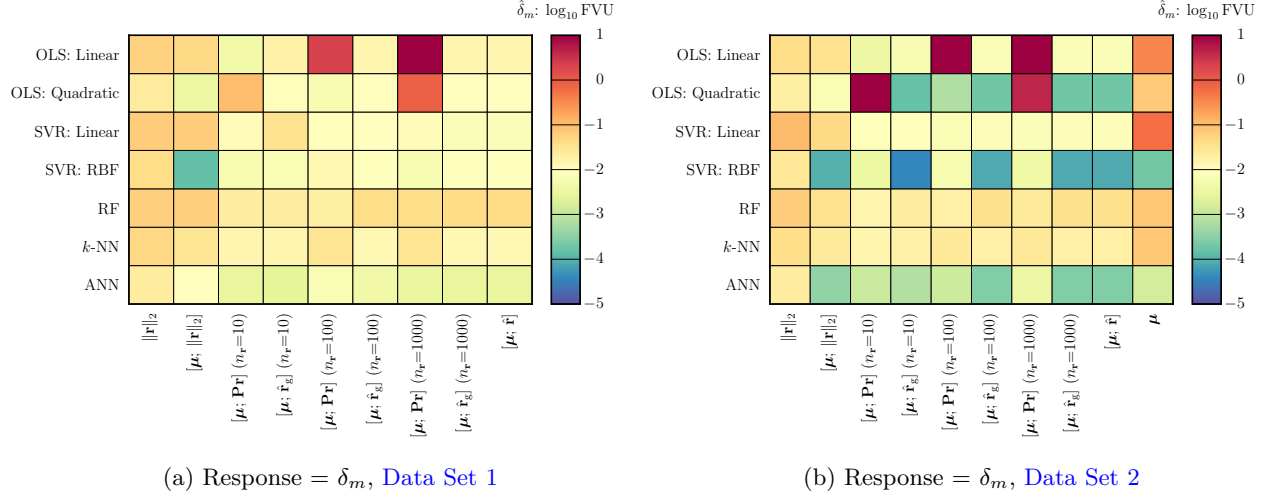 δ̂ₘ: log₁₀ FVU
OLS: Linear
OLS: Quadratic
SVR: Linear
SVR: RBF
RF
k-NN
ANN
1
0
−1
−2
−3
−4
−5
‖r‖₂
[μ; ‖r‖₂]
[μ; Pr] (nᵣ=10)
[μ; r̂g] (nᵣ=10)
[μ; Pr] (nᵣ=100)
[μ; r̂g] (nᵣ=100)
[μ; Pr] (nᵣ=1000)
[μ; r̂g] (nᵣ=1000)
[μ; r̂]
(a) Response = δₘ, Data Set 1
δ̂ₘ: log₁₀ FVU
OLS: Linear
OLS: Quadratic
SVR: Linear
SVR: RBF
RF
k-NN
ANN
1
0
−1
−2
−3
−4
−5
‖r‖₂
[μ; ‖r‖₂]
[μ; Pr] (nᵣ=10)
[μ; r̂g] (nᵣ=10)
[μ; Pr] (nᵣ=100)
[μ; r̂g] (nᵣ=100)
[μ; Pr] (nᵣ=1000)
[μ; r̂g] (nᵣ=1000)
[μ; r̂]
μ
(b) Response = δₘ, Data Set 2